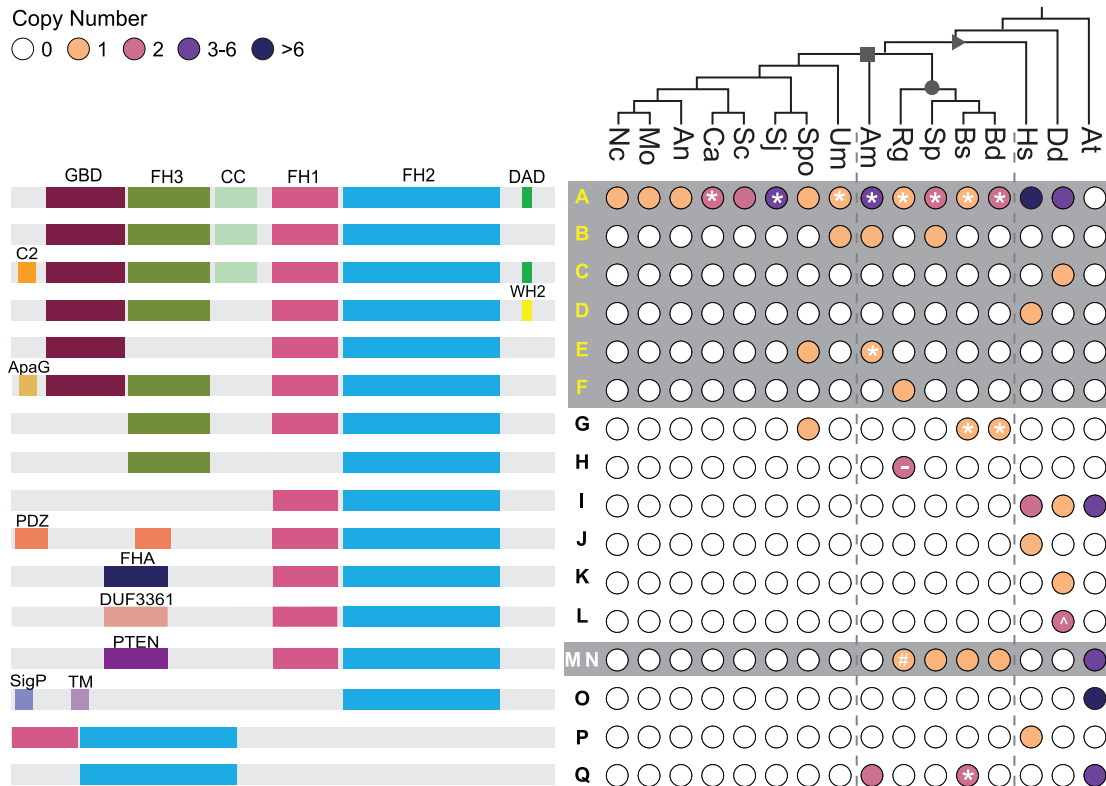 Copy Number
0 1 2 3-6 >6
Nc Mo An Ca Sc Sj Spo Um Am Rg Sp Bs Bd Hs Dd At
GBD FH3 CC FH1 FH2 DAD
A * * * * * * * *
B
C2
C
WH2
D
E *
ApaG
F
G * *
H -
I
PDZ
J
FHA
K
DUF3361
L ^
PTEN
M N #
SigP TM
O
P
Q *